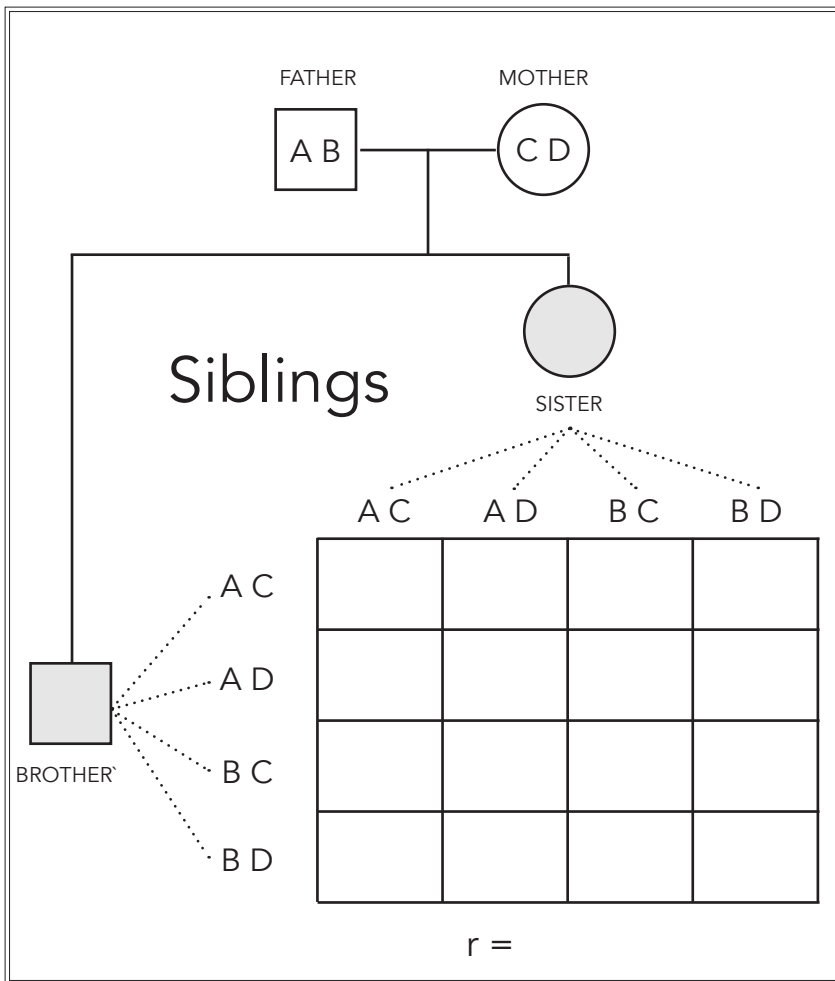 FATHER MOTHER
A B C D
Siblings
SISTER
A C A D B C B D
A C
A D
B C
B D
BROTHER`
r =